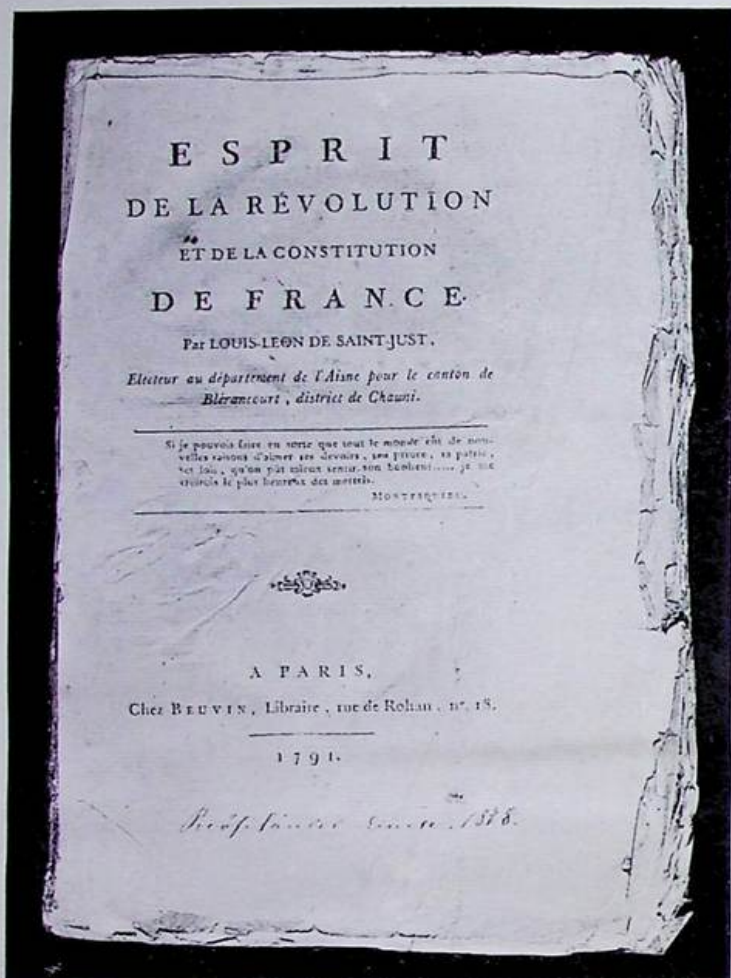 ESPRIT
DE LA RÉVOLUTION
ET DE LA CONSTITUTION
DE FRANCE.
Par LOUIS-LEON DE SAINT-JUST,
Electeur au département de l'Aisne pour le canton de
Blérancourt, district de Chauni.
Si je pouvois faire en sorte que tout le monde eût de nou-
velles raisons d'aimer ses devoirs, son prince, sa patrie,
ses lois, qu'on pût mieux sentir son bonheur..... je me
croirois le plus heureux des mortels.
MONTESQUIEU.
A PARIS,
Chez BEUVIN, Libraire, rue de Rohan, n°. 18.
1791.